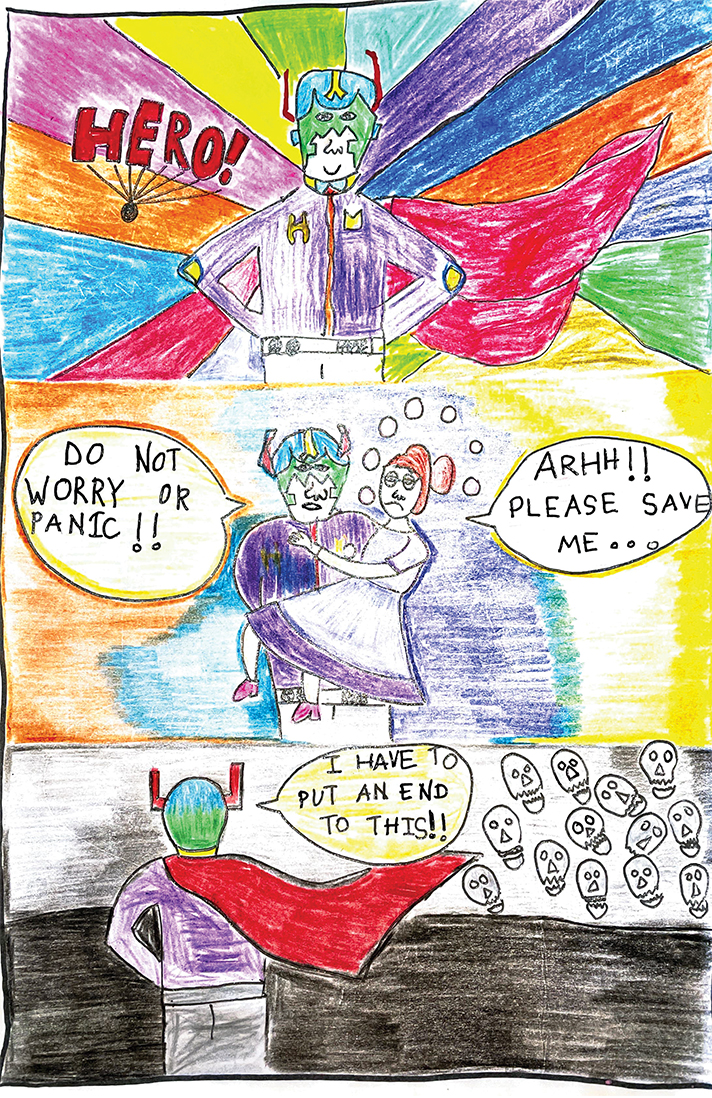 HERO!
H M
DO NOT
WORRY OR
PANIC!!
ARHH!!
PLEASE SAVE
ME...
I HAVE TO
PUT AN END
TO THIS!!